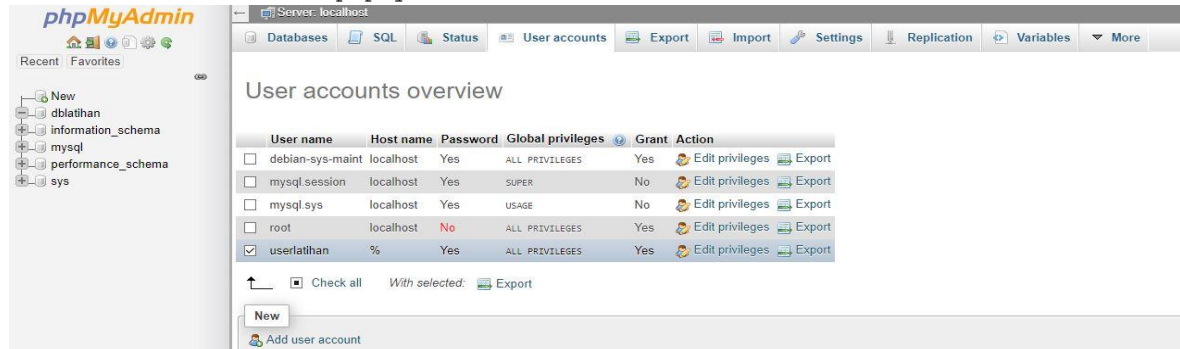 phpMyAdmin
Recent Favorites
New
dblatihan
information_schema
mysql
performance_schema
sys
Server: localhost
Databases SQL Status User accounts Export Import Settings Replication Variables More
User accounts overview
User name Host name Password Global privileges Grant Action
debian-sys-maint localhost Yes ALL PRIVILEGES Yes Edit privileges Export
mysql.session localhost Yes SUPER No Edit privileges Export
mysql.sys localhost Yes USAGE No Edit privileges Export
root localhost No ALL PRIVILEGES Yes Edit privileges Export
userlatihan % Yes ALL PRIVILEGES Yes Edit privileges Export
Check all With selected: Export
New
Add user account